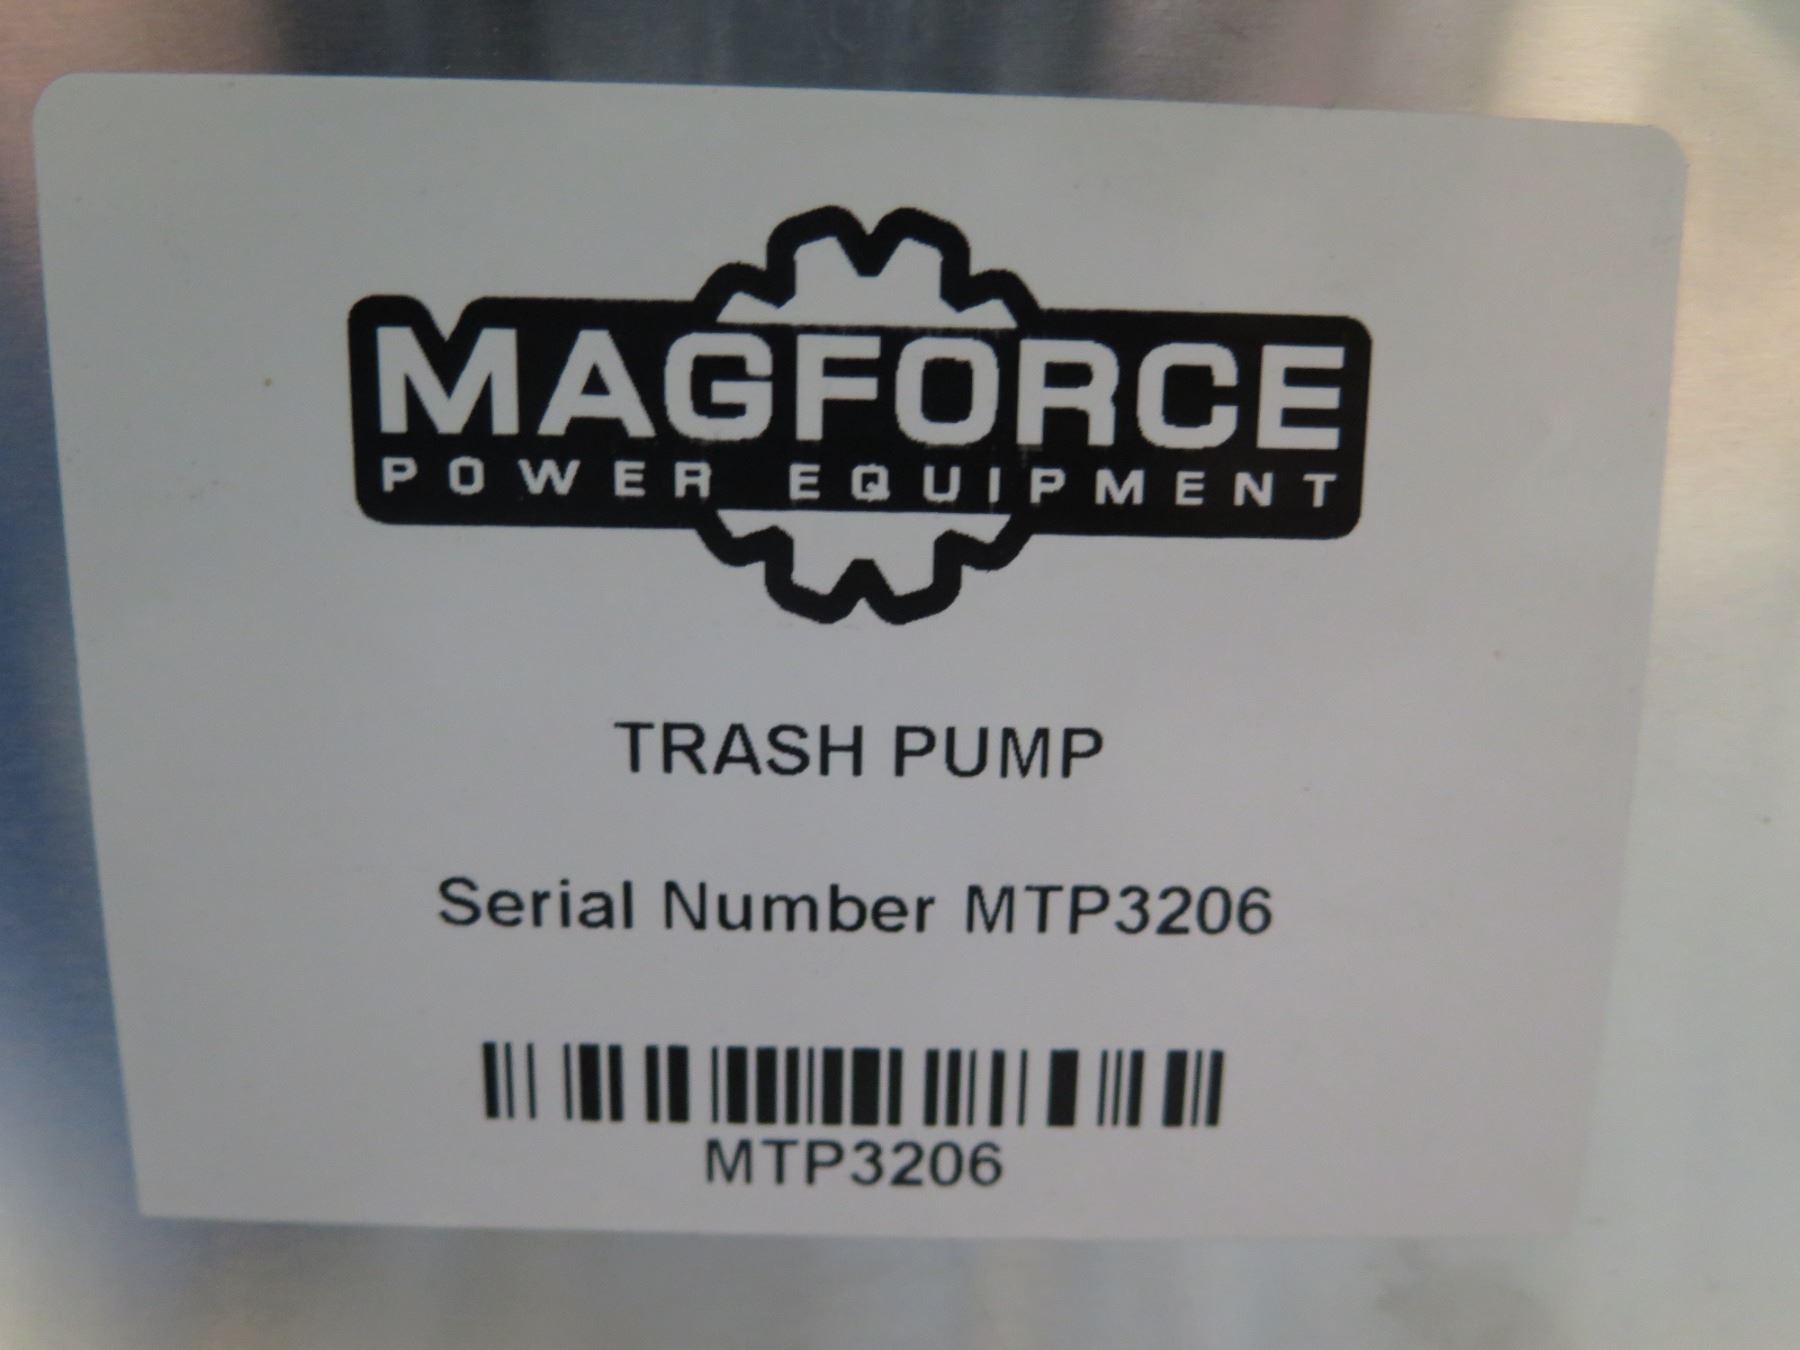 MAGFORCE
POWER EQUIPMENT
TRASH PUMP
Serial Number MTP3206
MTP3206